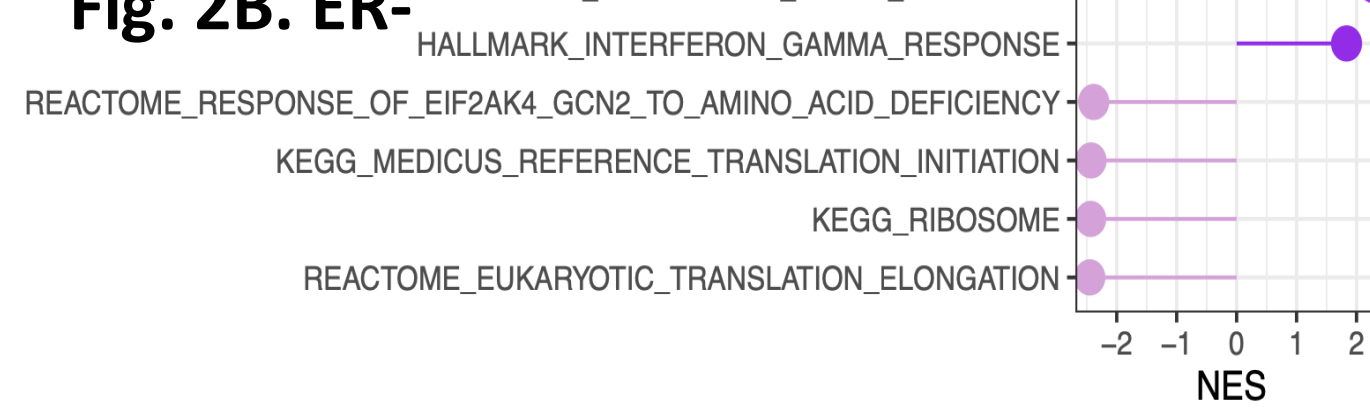 Fig. 2B. ER-
HALLMARK_INTERFERON_GAMMA_RESPONSE
REACTOME_RESPONSE_OF_EIF2AK4_GCN2_TO_AMINO_ACID_DEFICIENCY
KEGG_MEDICUS_REFERENCE_TRANSLATION_INITIATION
KEGG_RIBOSOME
REACTOME_EUKARYOTIC_TRANSLATION_ELONGATION
−2 −1 0 1 2
NES